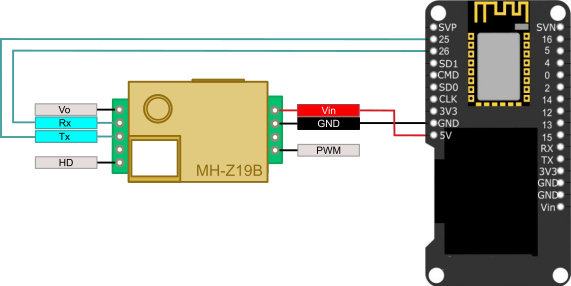 SVP
25
26
SD1
CMD
SD0
CLK
3V3
GND
5V
SVN
16
5
4
0
2
14
12
13
15
RX
TX
3V3
GND
GND
Vin
Vo
Rx
Tx
HD
Vin
GND
PWM
MH-Z19B